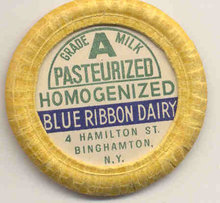 GRADE A MILK
PASTEURIZED
HOMOGENIZED
BLUE RIBBON DAIRY
4 HAMILTON ST.
BINGHAMTON,
N.Y.